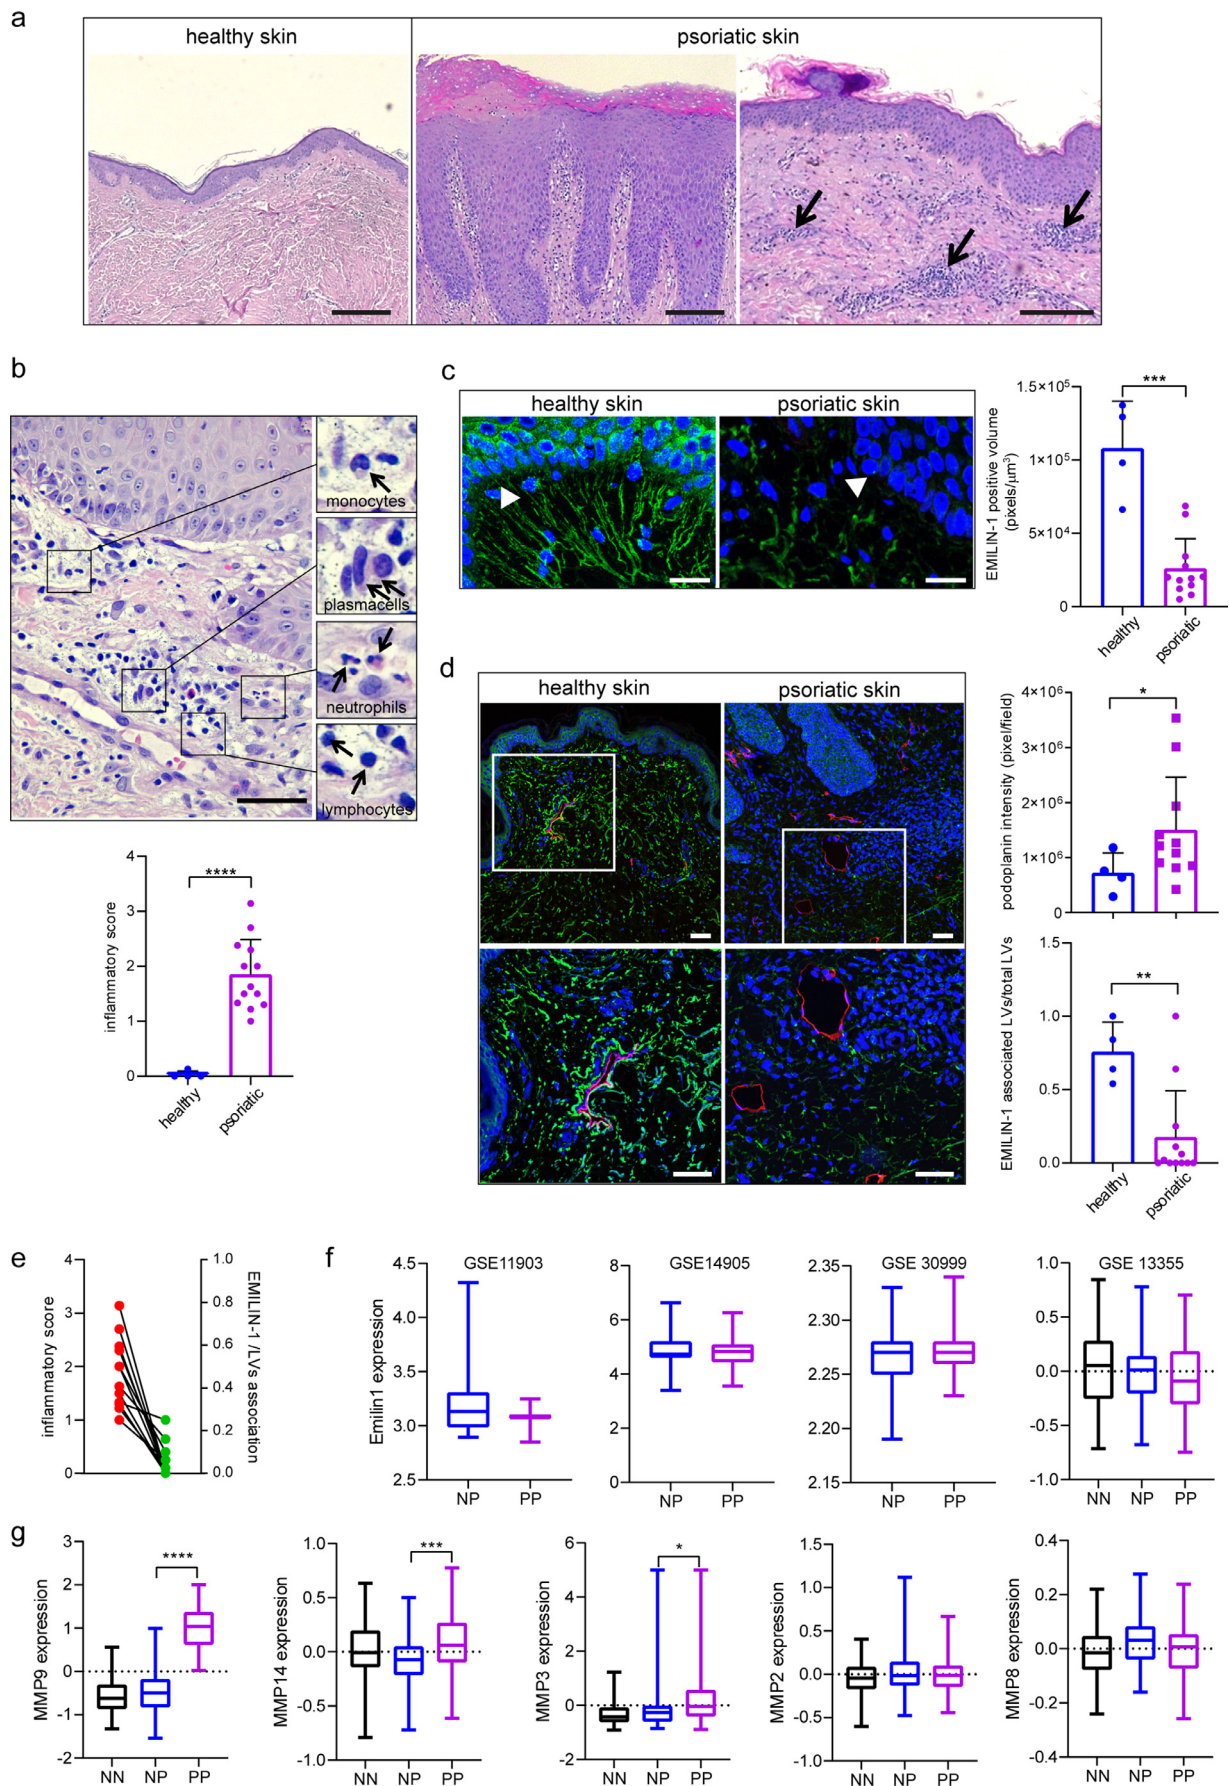 a
healthy skin
psoriatic skin
b
monocytes
plasmacells
neutrophils
lymphocytes
4
3
2
1
0
inflammatory score
****
healthy
psoriatic
c
healthy skin
psoriatic skin
1.5×10⁵
1×10⁵
5×10⁴
0
EMILIN-1 positive volume
(pixels/µm³)
***
healthy
psoriatic
d
healthy skin
psoriatic skin
4×10⁶
3×10⁶
2×10⁶
1×10⁶
0
podoplanin intensity (pixel/field)
*
1.5
1.0
0.5
0.0
EMILIN-1 associated LVs/total LVs
**
healthy
psoriatic
e
4
3
2
1
0
inflammatory score
1.0
0.8
0.6
0.4
0.2
0.0
EMILIN-1 /LVs association
f
GSE11903
4.5
4.0
3.5
3.0
2.5
Emilin1 expression
NP PP
GSE14905
8
6
4
2
0
NP PP
GSE 30999
2.35
2.30
2.25
2.20
2.15
NP PP
GSE 13355
1.0
0.5
0.0
-0.5
-1.0
NN NP PP
g
3
2
1
0
-1
-2
MMP9 expression
****
NN NP PP
1.0
0.5
0.0
-0.5
-1.0
MMP14 expression
***
NN NP PP
6
4
2
0
-2
MMP3 expression
*
NN NP PP
1.5
1.0
0.5
0.0
-0.5
-1.0
MMP2 expression
NN NP PP
0.4
0.2
0.0
-0.2
-0.4
MMP8 expression
NN NP PP